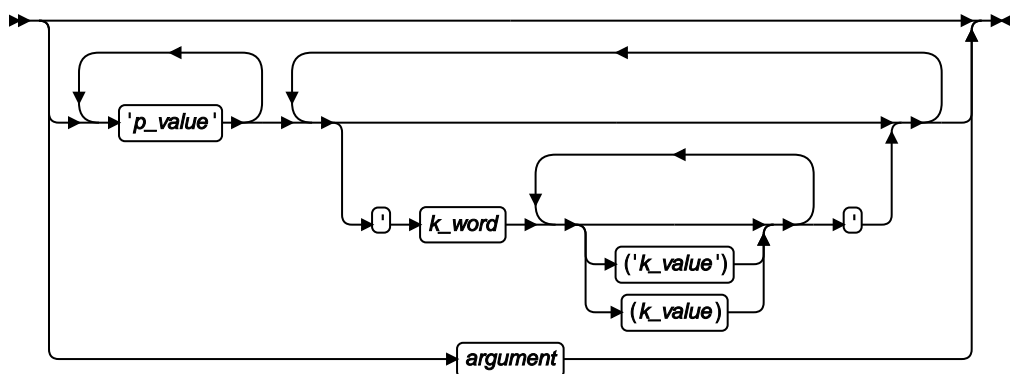 'p_value'
' k_word '
('k_value')
(k_value)
argument